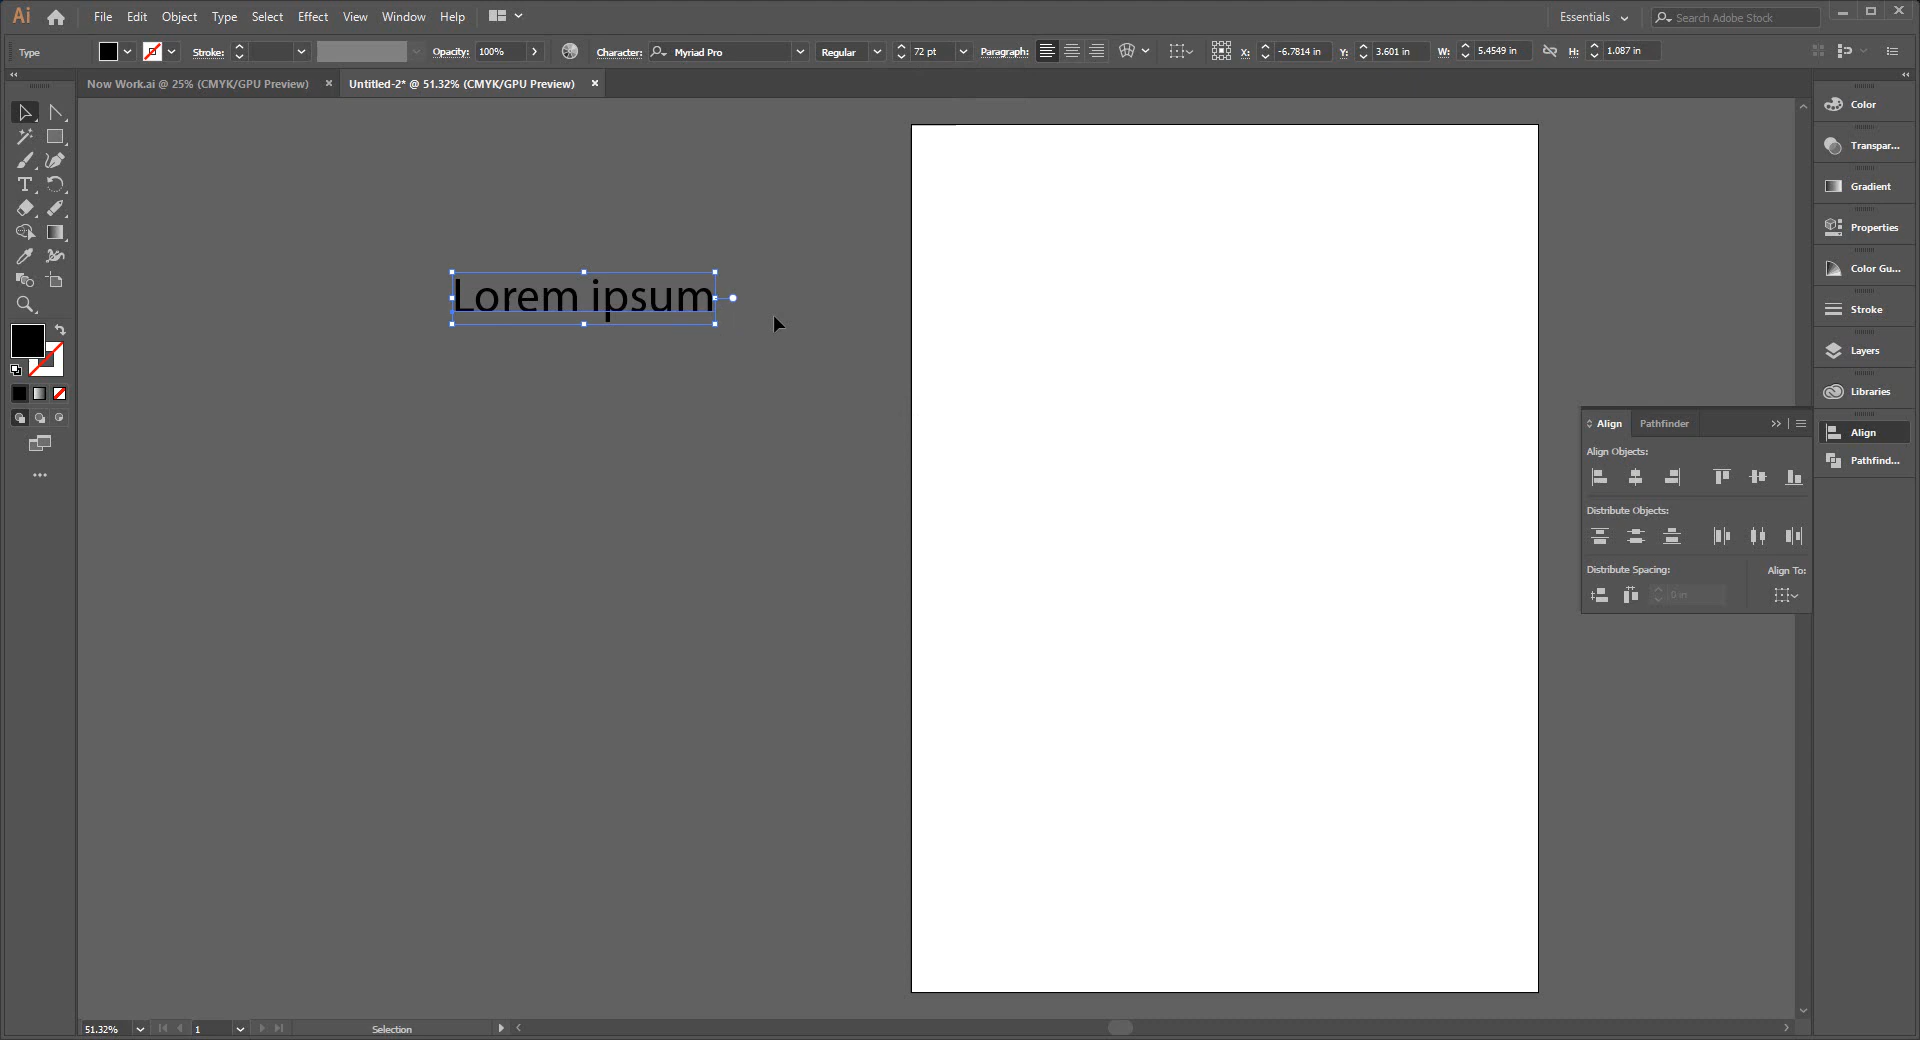 Ai File Edit Object Type Select Effect View Window Help Essentials Search Adobe Stock
Type Stroke: Opacity: 100% Character: Myriad Pro Regular 72 pt Paragraph: X: -6.7814 in Y: 3.601 in W: 5.4549 in H: 1.087 in
Now Work.ai @ 25% (CMYK/GPU Preview) × Untitled-2* @ 51.32% (CMYK/GPU Preview) ×
Color
Transpar...
Gradient
Properties
Color Gu...
Stroke
Layers
Libraries
Align
Pathfind...
Lorem ipsum
Align Pathfinder
Align Objects:
Distribute Objects:
Distribute Spacing: Align To:
0 in
51.32% 1 Selection